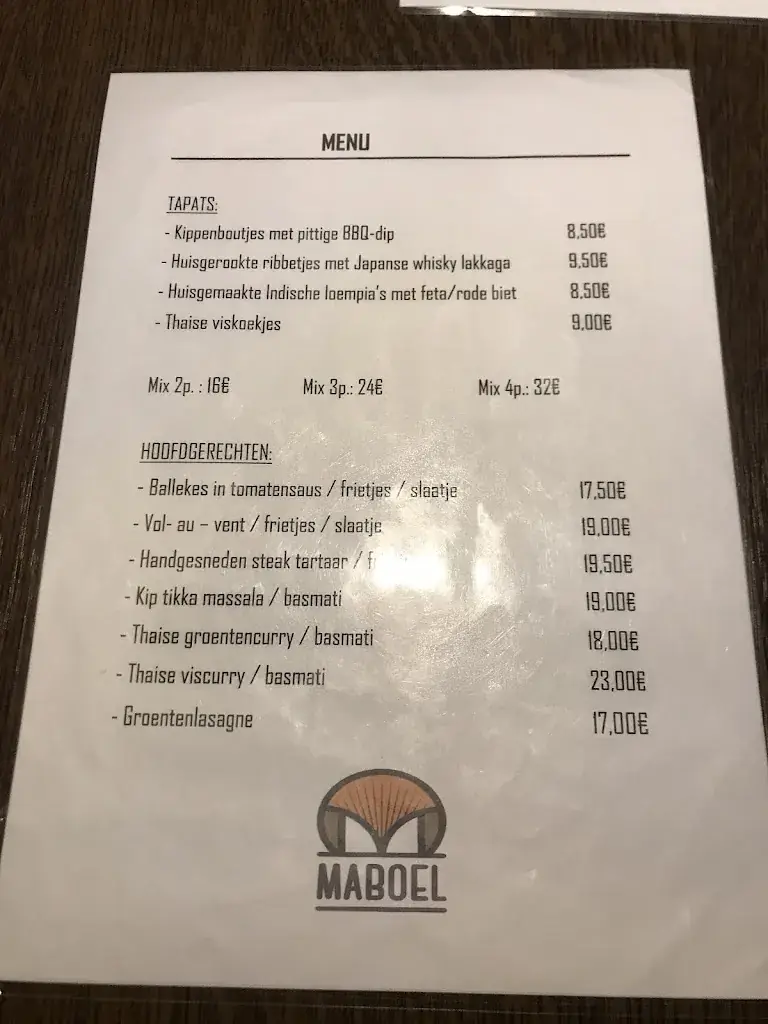 MENU
TAPATS:
- Kippenboutjes met pittige BBQ-dip 8,50€
- Huisgerookte ribbetjes met Japanse whisky lakkaga 9,50€
- Huisgemaakte Indische loempia's met feta/rode biet 8,50€
- Thaise viskoekjes 9,00€
Mix 2p. : 16€ Mix 3p.: 24€ Mix 4p.: 32€
HOOFDGERECHTEN:
- Ballekes in tomatensaus / frietjes / slaatje 17,50€
- Vol- au – vent / frietjes / slaatje 19,00€
- Handgesneden steak tartaar / 19,50€
- Kip tikka massala / basmati 19,00€
- Thaise groentencurry / basmati 18,00€
- Thaise viscurry / basmati 23,00€
- Groentenlasagne 17,00€
MABOEL